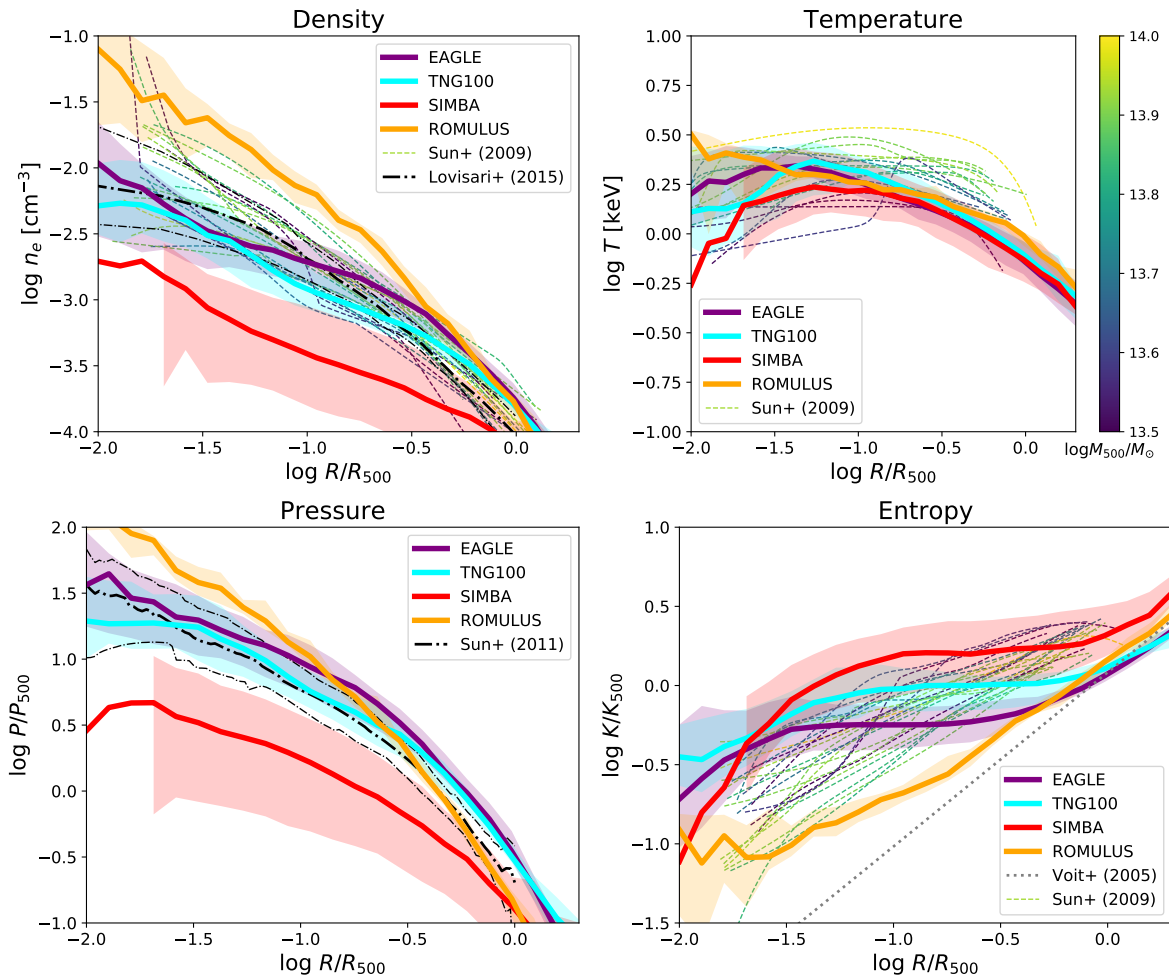 Density
log n_e [cm⁻³]
−1.0
−1.5
−2.0
−2.5
−3.0
−3.5
−4.0
EAGLE
TNG100
SIMBA
ROMULUS
Sun+ (2009)
Lovisari+ (2015)
−2.0 −1.5 −1.0 −0.5 0.0
log R/R₅₀₀
Temperature
log T [keV]
1.00
0.75
0.50
0.25
0.00
−0.25
−0.50
−0.75
−1.00
EAGLE
TNG100
SIMBA
ROMULUS
Sun+ (2009)
−2.0 −1.5 −1.0 −0.5 0.0
log R/R₅₀₀
14.0
13.9
13.8
13.7
13.6
13.5
logM₅₀₀/M⊙
Pressure
log P/P₅₀₀
2.0
1.5
1.0
0.5
0.0
−0.5
−1.0
EAGLE
TNG100
SIMBA
ROMULUS
Sun+ (2011)
−2.0 −1.5 −1.0 −0.5 0.0
log R/R₅₀₀
Entropy
log K/K₅₀₀
1.0
0.5
0.0
−0.5
−1.0
−1.5
EAGLE
TNG100
SIMBA
ROMULUS
Voit+ (2005)
Sun+ (2009)
−2.0 −1.5 −1.0 −0.5 0.0
log R/R₅₀₀